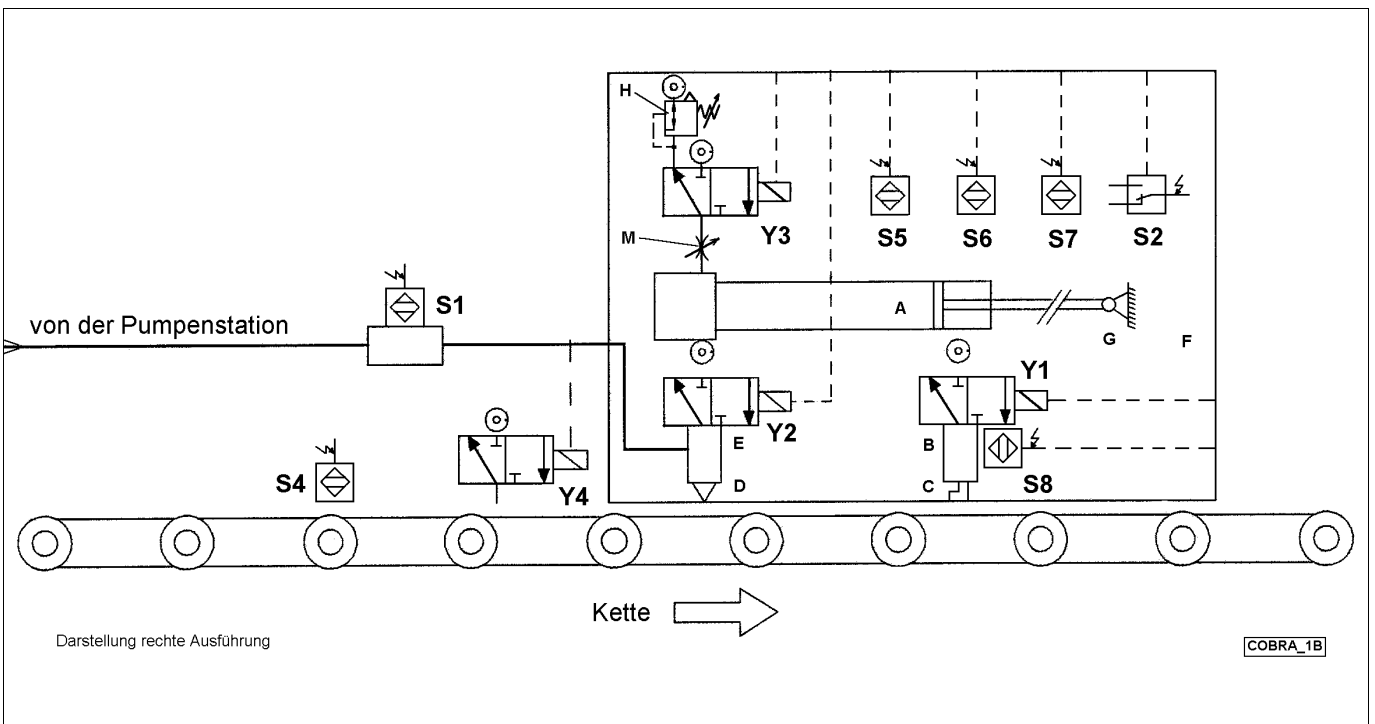 H
Y3
S5
S6
S7
S2
M
S1
A
von der Pumpenstation
G
F
Y1
Y2
E
B
S4
Y4
D
C
S8
Kette
Darstellung rechte Ausführung
COBRA_1B